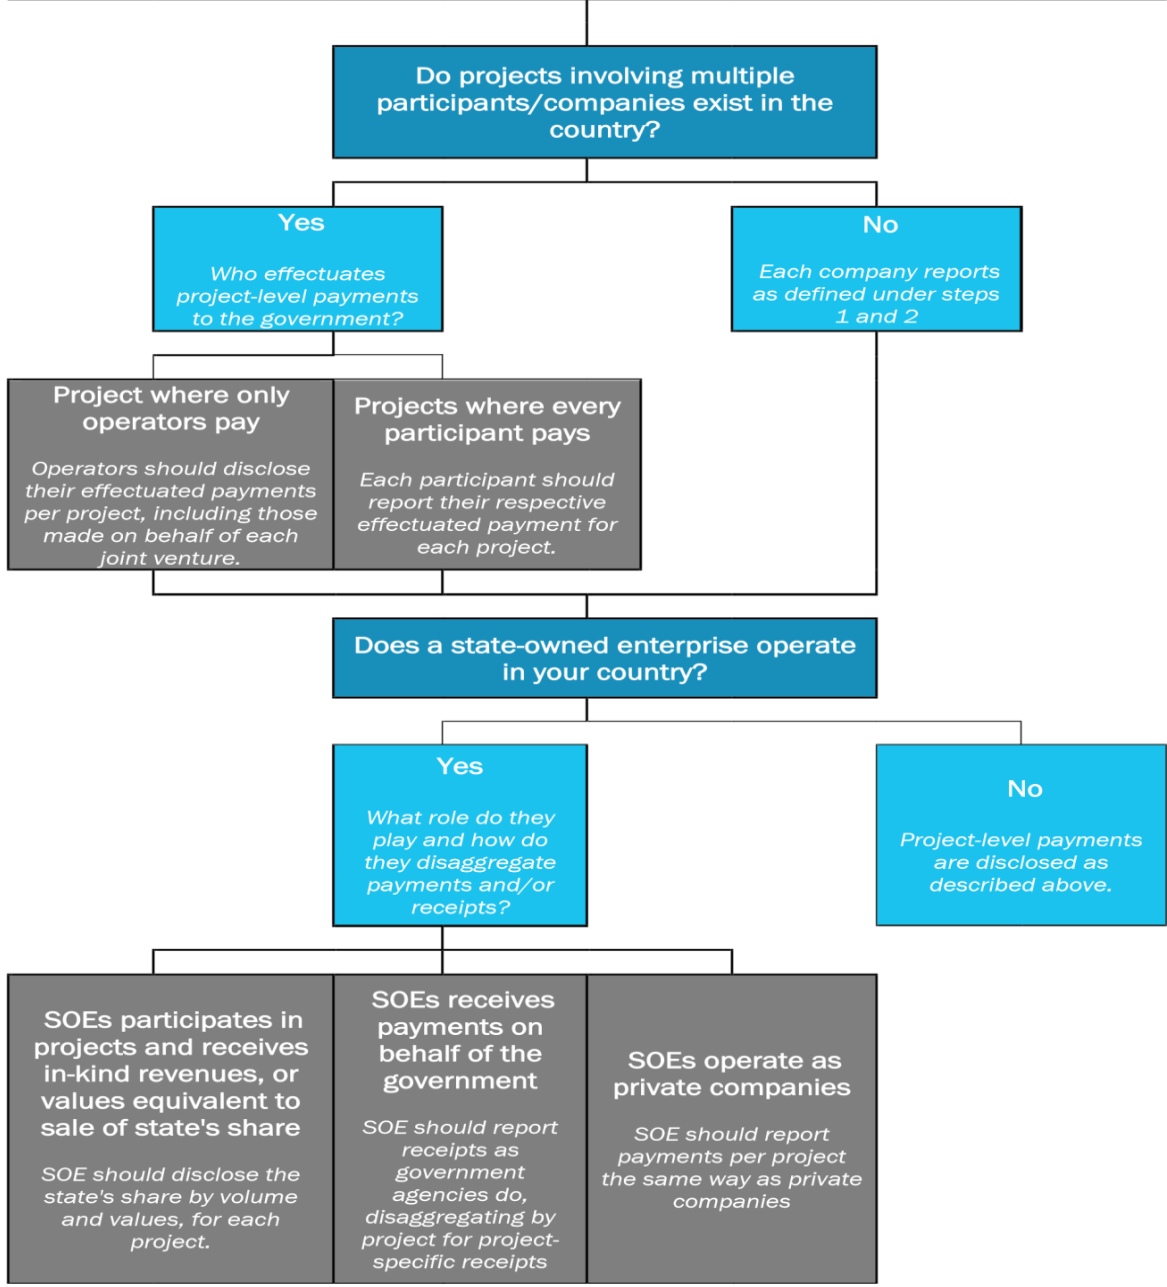 Do projects involving multiple
participants/companies exist in the
country?
Yes
Who effectuates
project-level payments
to the government?
No
Each company reports
as defined under steps
1 and 2
Project where only
operators pay
Operators should disclose
their effectuated payments
per project, including those
made on behalf of each
joint venture.
Projects where every
participant pays
Each participant should
report their respective
effectuated payment for
each project.
Does a state-owned enterprise operate
in your country?
Yes
What role do they
play and how do
they disaggregate
payments and/or
receipts?
No
Project-level payments
are disclosed as
described above.
SOEs participates in
projects and receives
in-kind revenues, or
values equivalent to
sale of state's share
SOE should disclose the
state's share by volume
and values, for each
project.
SOEs receives
payments on
behalf of the
government
SOE should report
receipts as
government
agencies do,
disaggregating by
project for project-
specific receipts
SOEs operate as
private companies
SOE should report
payments per project
the same way as private
companies